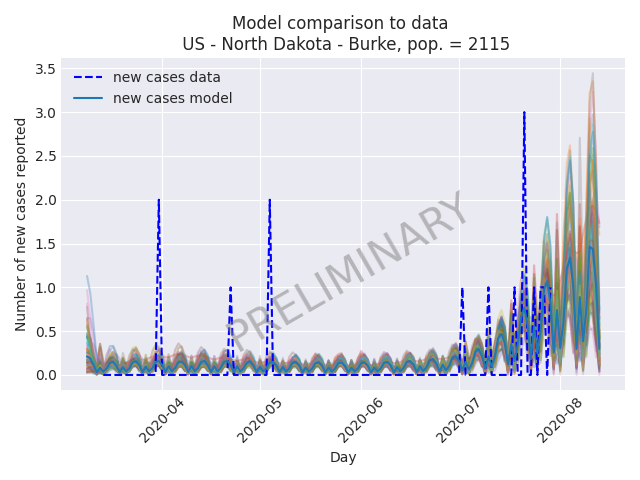 Model comparison to data
US - North Dakota - Burke, pop. = 2115
new cases data
new cases model
Number of new cases reported
3.5
3.0
2.5
2.0
1.5
1.0
0.5
0.0
PRELIMINARY
2020-04
2020-05
2020-06
2020-07
2020-08
Day